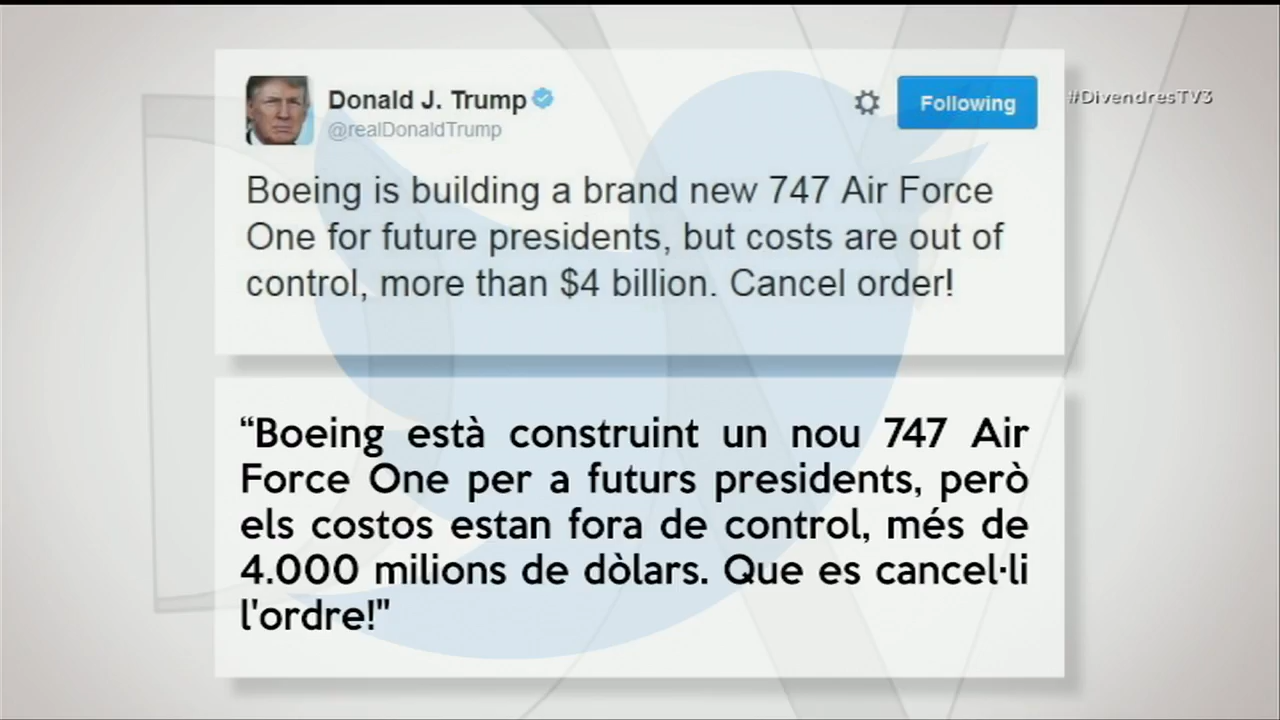 Donald J. Trump
@realDonaldTrump
Following
#DivendresTV3
Boeing is building a brand new 747 Air Force
One for future presidents, but costs are out of
control, more than $4 billion. Cancel order!
“Boeing està construint un nou 747 Air
Force One per a futurs presidents, però
els costos estan fora de control, més de
4.000 milions de dòlars. Que es cancel·li
l'ordre!"